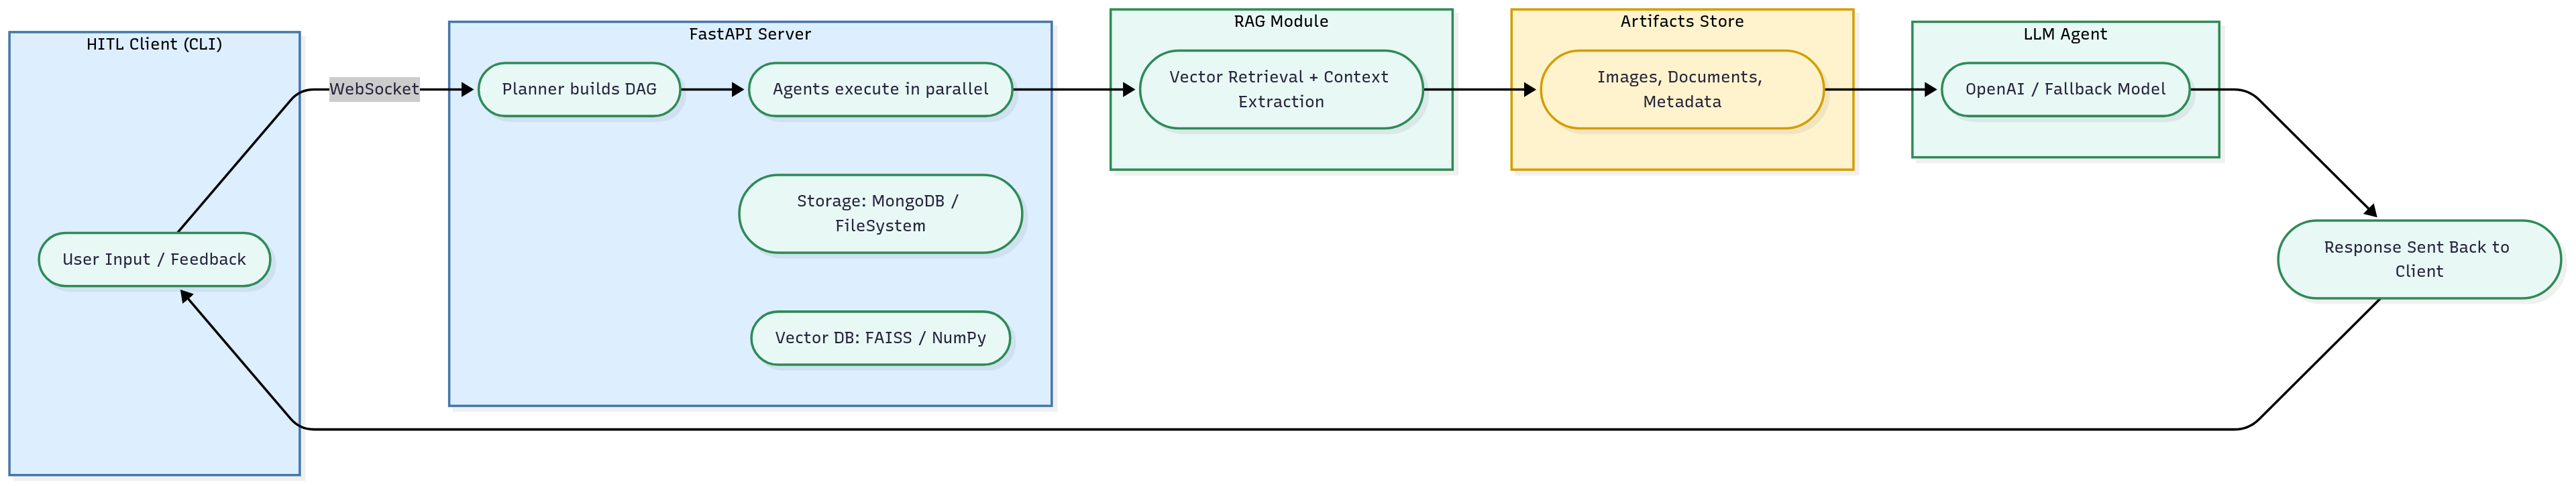 HITL Client (CLI)
User Input / Feedback
WebSocket
FastAPI Server
Planner builds DAG
Agents execute in parallel
Storage: MongoDB /
FileSystem
Vector DB: FAISS / NumPy
RAG Module
Vector Retrieval + Context
Extraction
Artifacts Store
Images, Documents,
Metadata
LLM Agent
OpenAI / Fallback Model
Response Sent Back to
Client